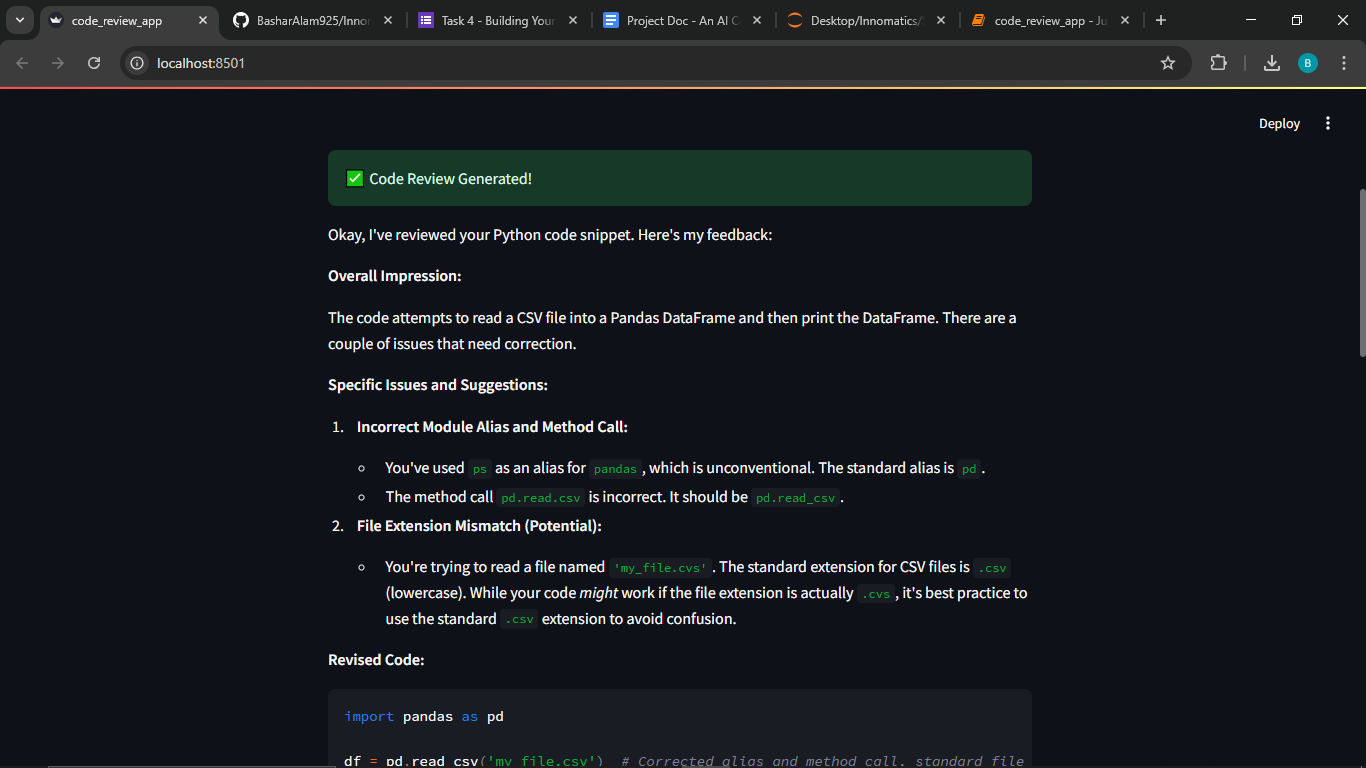 code_review_app
BasharAlam925/Innor
Task 4 - Building Your
Project Doc - An AI C
Desktop/Innomatics/
code_review_app - Ju
localhost:8501
B
Deploy
✅ Code Review Generated!
Okay, I've reviewed your Python code snippet. Here's my feedback:
Overall Impression:
The code attempts to read a CSV file into a Pandas DataFrame and then print the DataFrame. There are a
couple of issues that need correction.
Specific Issues and Suggestions:
1. Incorrect Module Alias and Method Call:
You've used ps as an alias for pandas, which is unconventional. The standard alias is pd.
The method call pd.read.csv is incorrect. It should be pd.read_csv.
2. File Extension Mismatch (Potential):
You're trying to read a file named 'my_file.cvs'. The standard extension for CSV files is .csv
(lowercase). While your code might work if the file extension is actually .cvs, it's best practice to
use the standard .csv extension to avoid confusion.
Revised Code:
import pandas as pd
df = pd.read_csv('my_file.csv') # Corrected alias and method call, standard file